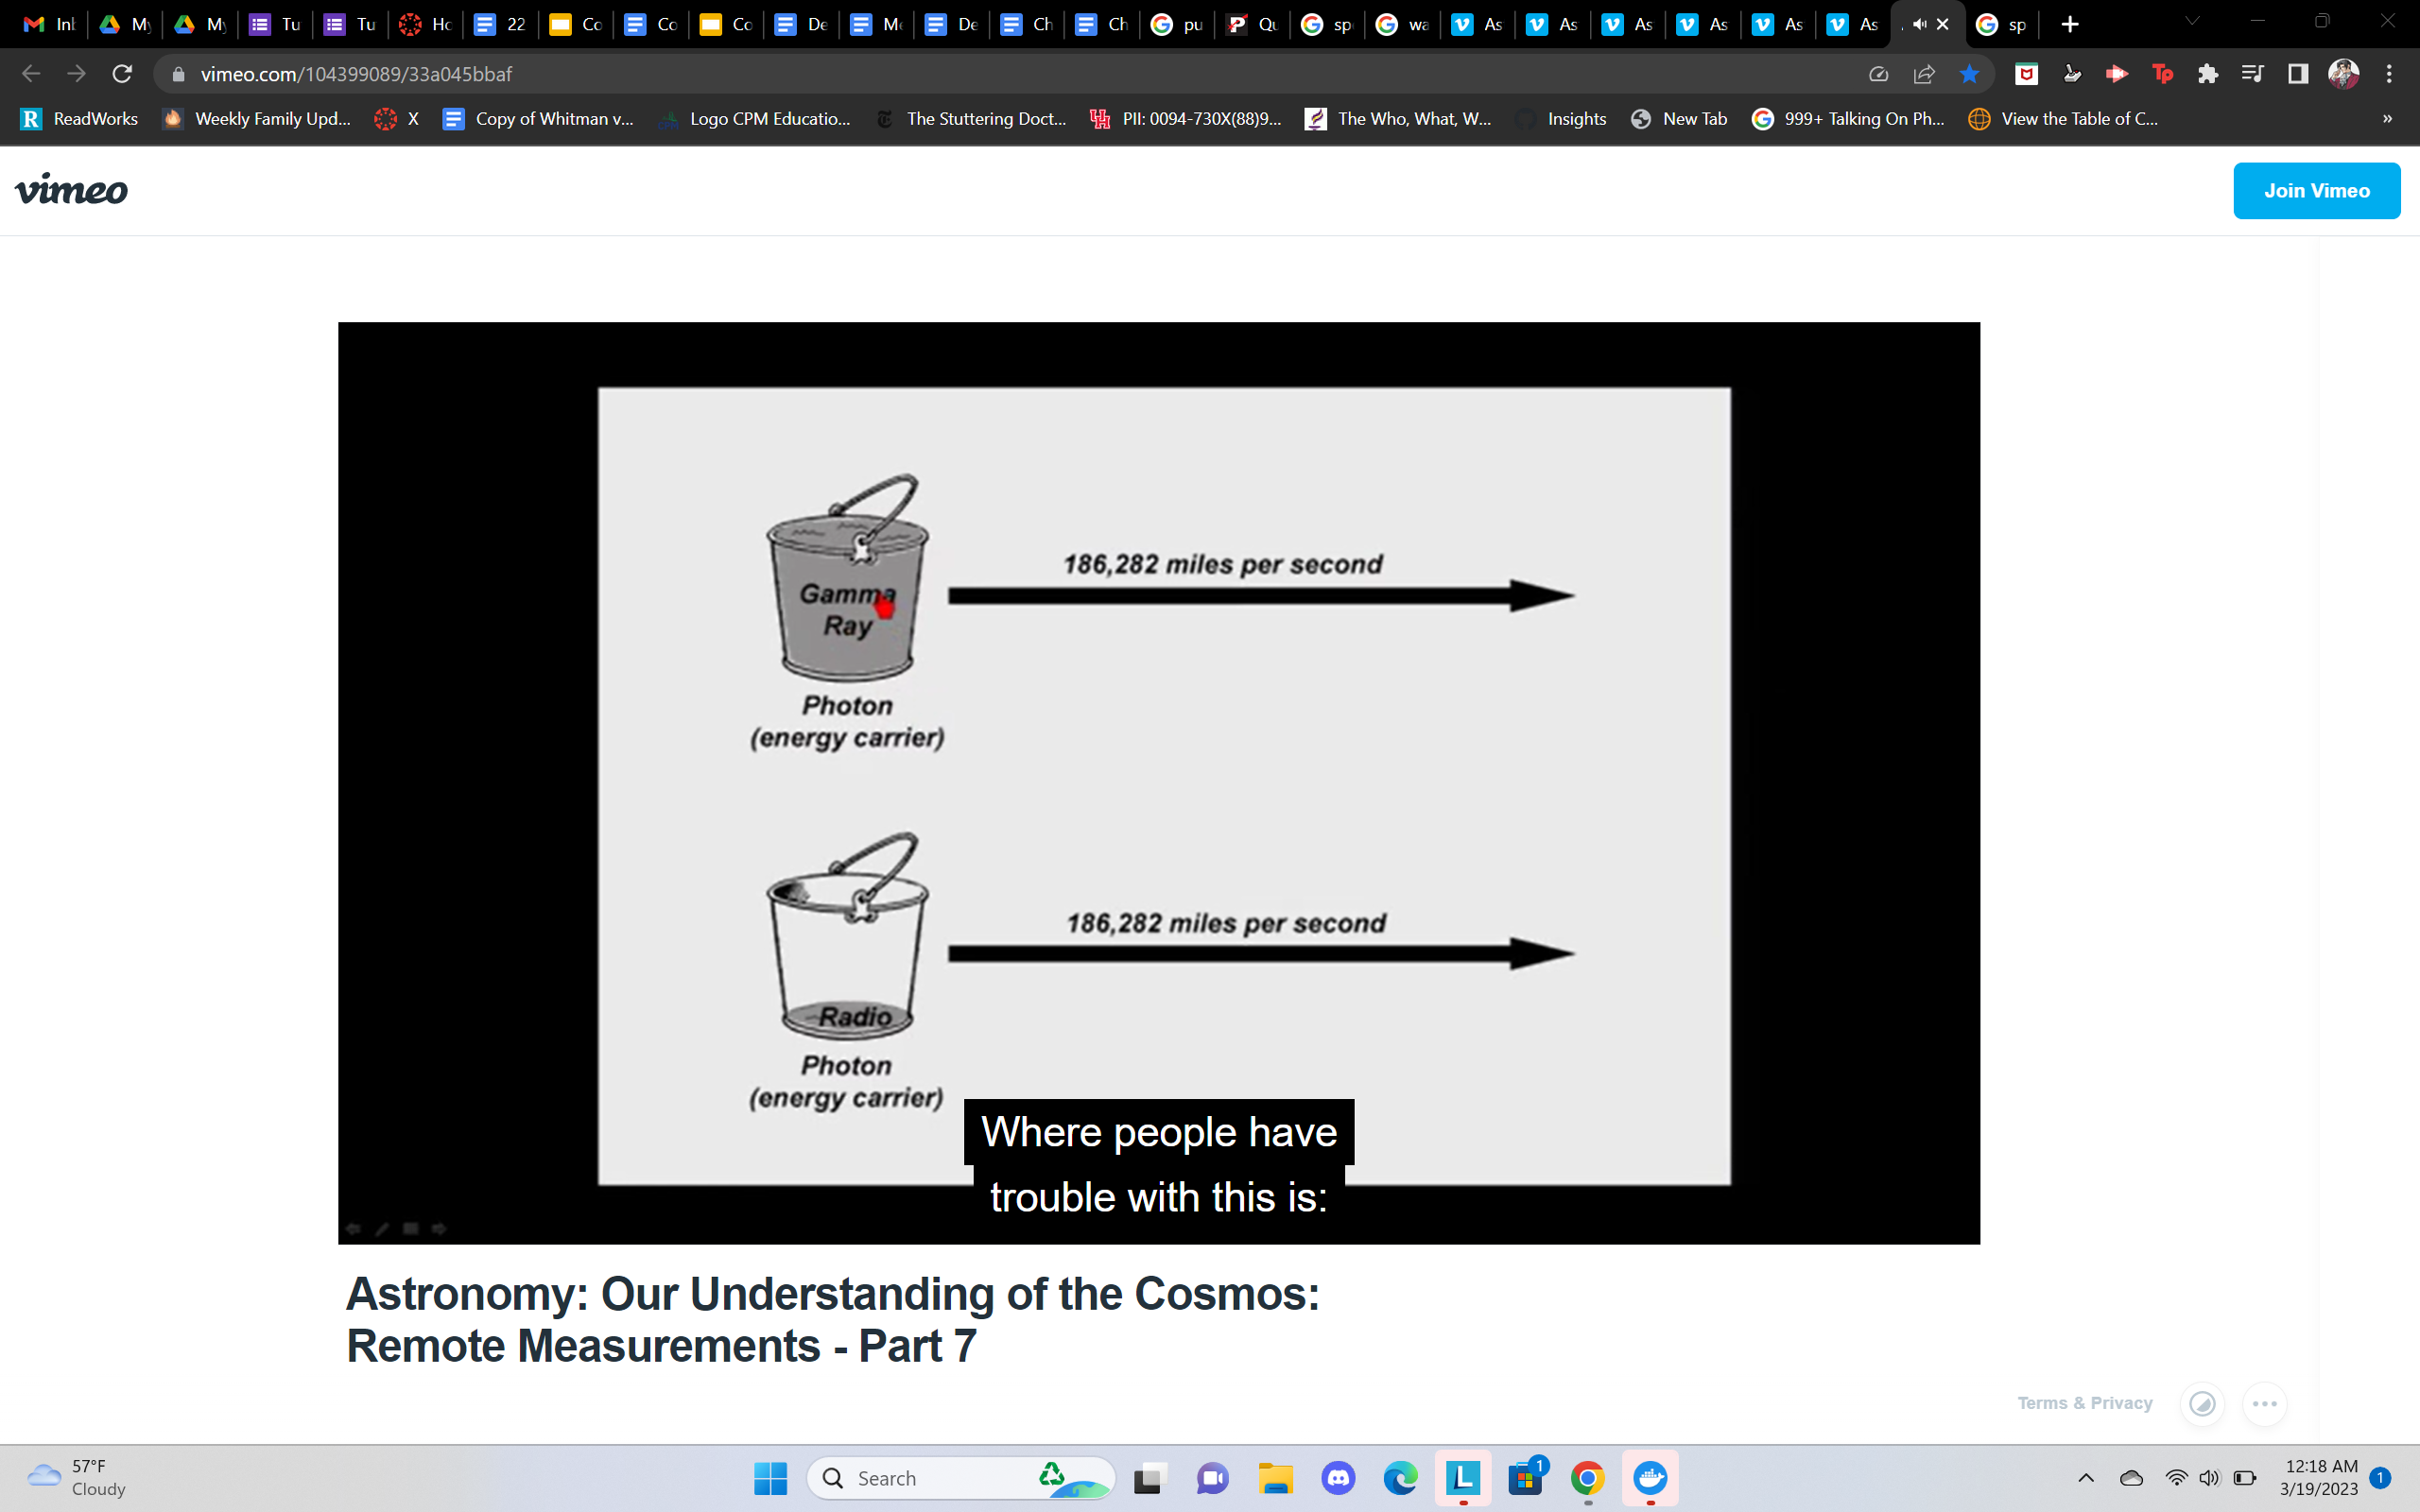 Int
My
My
Tu
Tu
Ho
22
Co
Co
Co
De
Me
De
Ch
Ch
pu
Qu
sp
wa
As
As
As
As
As
As
sp
vimeo.com/104399089/33a045bbaf
ReadWorks
Weekly Family Upd...
X
Copy of Whitman v...
Logo CPM Educatio...
The Stuttering Doct...
PII: 0094-730X(88)9...
The Who, What, W...
Insights
New Tab
999+ Talking On Ph...
View the Table of C...
»
vimeo
Join Vimeo
186,282 miles per second
Gamma
Ray
Photon
(energy carrier)
186,282 miles per second
Radio
Photon
(energy carrier)
Where people have
trouble with this is:
Astronomy: Our Understanding of the Cosmos:
Remote Measurements - Part 7
Terms & Privacy
57°F
Cloudy
Search
1
12:18 AM
3/19/2023
1